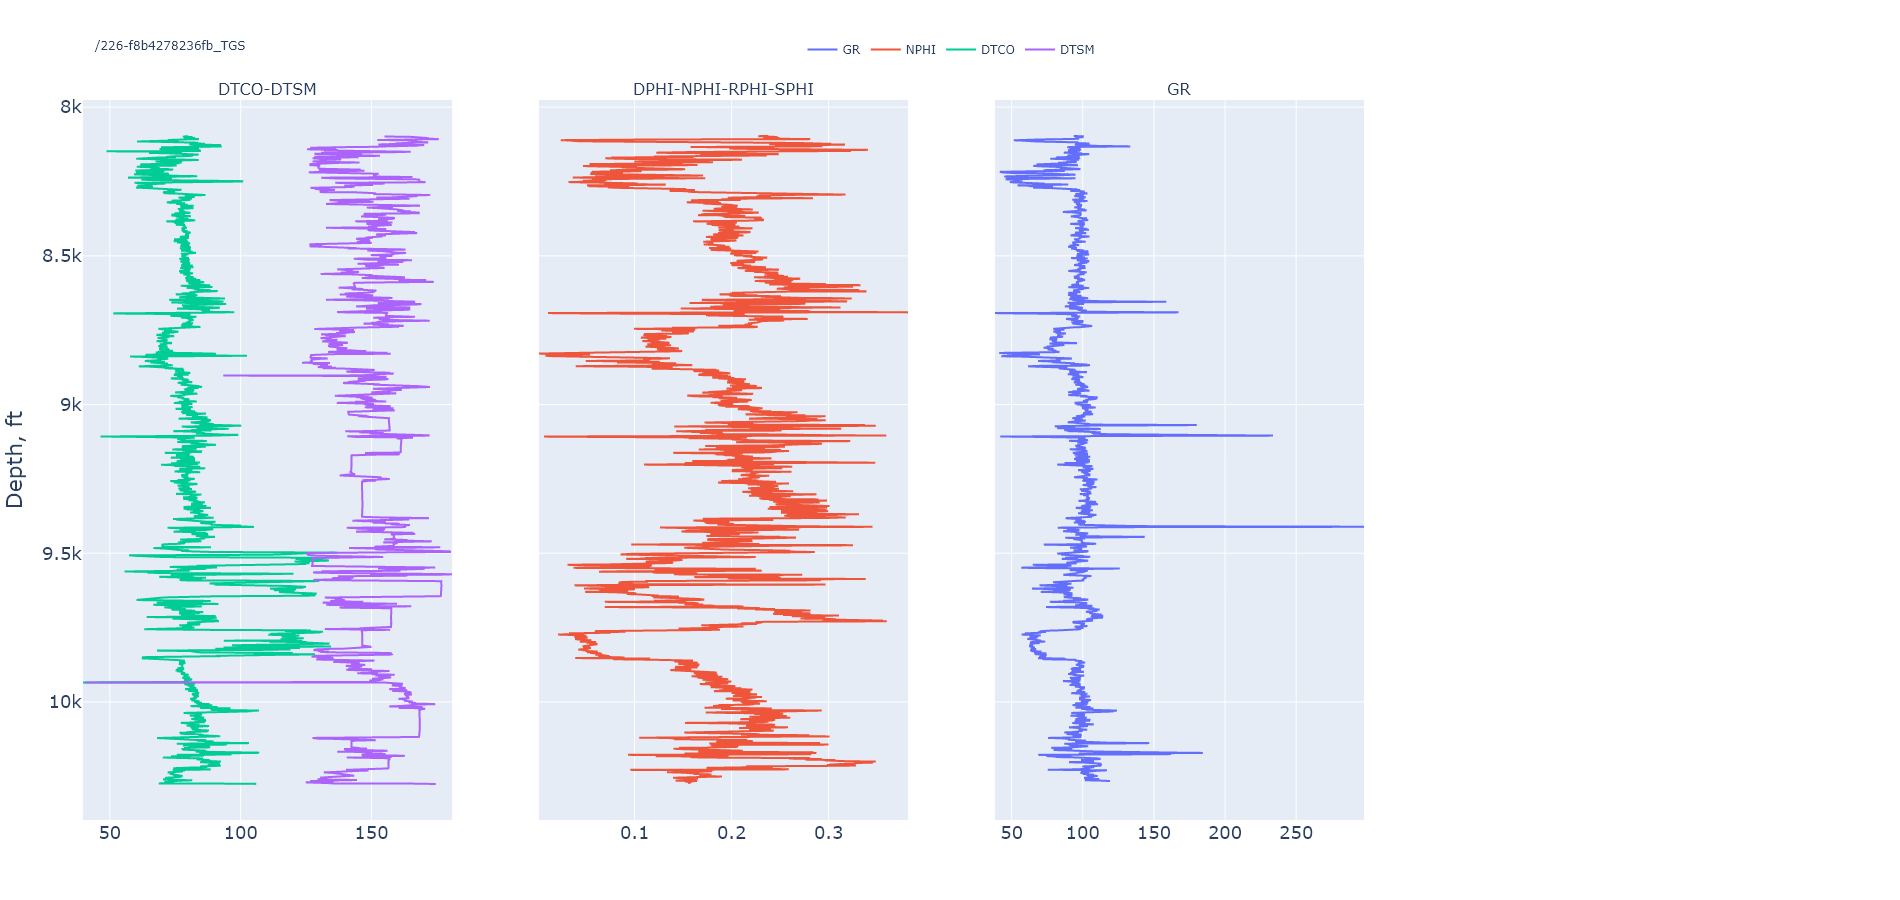 /226-f8b4278236fb_TGS
GR NPHI DTCO DTSM
DTCO-DTSM DPHI-NPHI-RPHI-SPHI GR
8k
8.5k
9k
9.5k
10k
Depth, ft
50 100 150 0.1 0.2 0.3 50 100 150 200 250